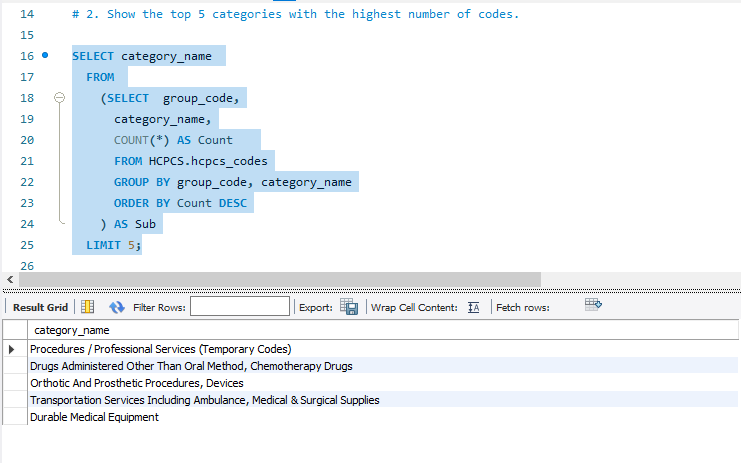 14 # 2. Show the top 5 categories with the highest number of codes.
15
16 SELECT category_name
17 FROM
18 (SELECT group_code,
19 category_name,
20 COUNT(*) AS Count
21 FROM HCPCS.hcpcs_codes
22 GROUP BY group_code, category_name
23 ORDER BY Count DESC
24 ) AS Sub
25 LIMIT 5;
26
Result Grid Filter Rows: Export: Wrap Cell Content: IA Fetch rows:
category_name
Procedures / Professional Services (Temporary Codes)
Drugs Administered Other Than Oral Method, Chemotherapy Drugs
Orthotic And Prosthetic Procedures, Devices
Transportation Services Including Ambulance, Medical & Surgical Supplies
Durable Medical Equipment